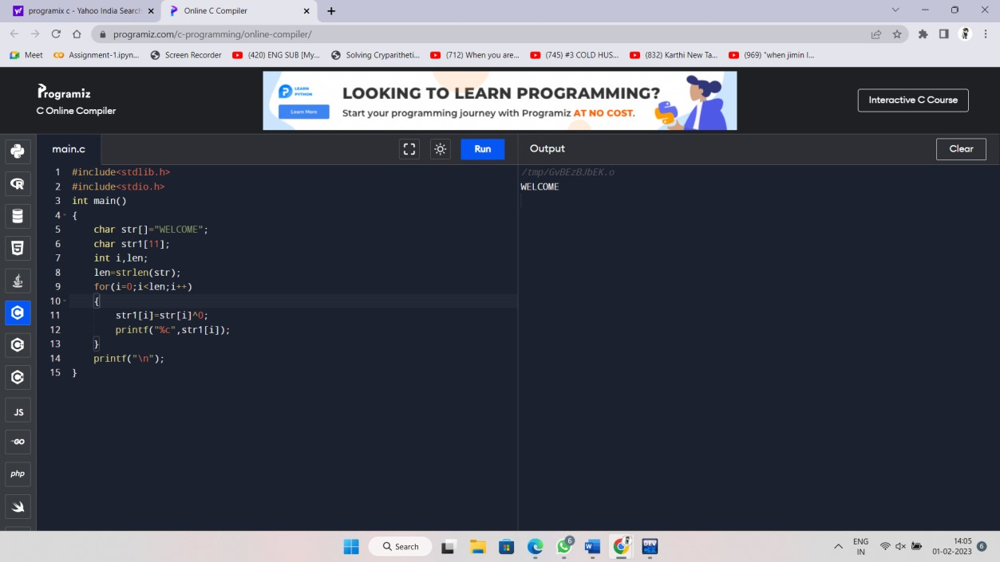 programix c - Yahoo India Search
Online C Compiler
programiz.com/c-programming/online-compiler/
Meet
Assignment-1.ipyn...
Screen Recorder
(420) ENG SUB [My...
Solving Cryparitheti...
(712) When you are...
(745) #3 COLD HUS...
(832) Karthi New Ta...
(969) "when jimin l...
Programiz
C Online Compiler
LEARN
PYTHON
Learn More
LOOKING TO LEARN PROGRAMMING?
Start your programming journey with Programiz AT NO COST.
Interactive C Course
main.c
Run
Output
Clear
1 #include<stdlib.h>
2 #include<stdio.h>
3 int main()
4 {
5 char str[]="WELCOME";
6 char str1[11];
7 int i,len;
8 len=strlen(str);
9 for(i=0;i<len;i++)
10 {
11 str1[i]=str[i]^0;
12 printf("%c",str1[i]);
13 }
14 printf("\n");
15 }
/tmp/GvBEzBJbEK.o
WELCOME
JS
GO
php
Search
6
W
DEV
ENG
IN
14:05
01-02-2023
6